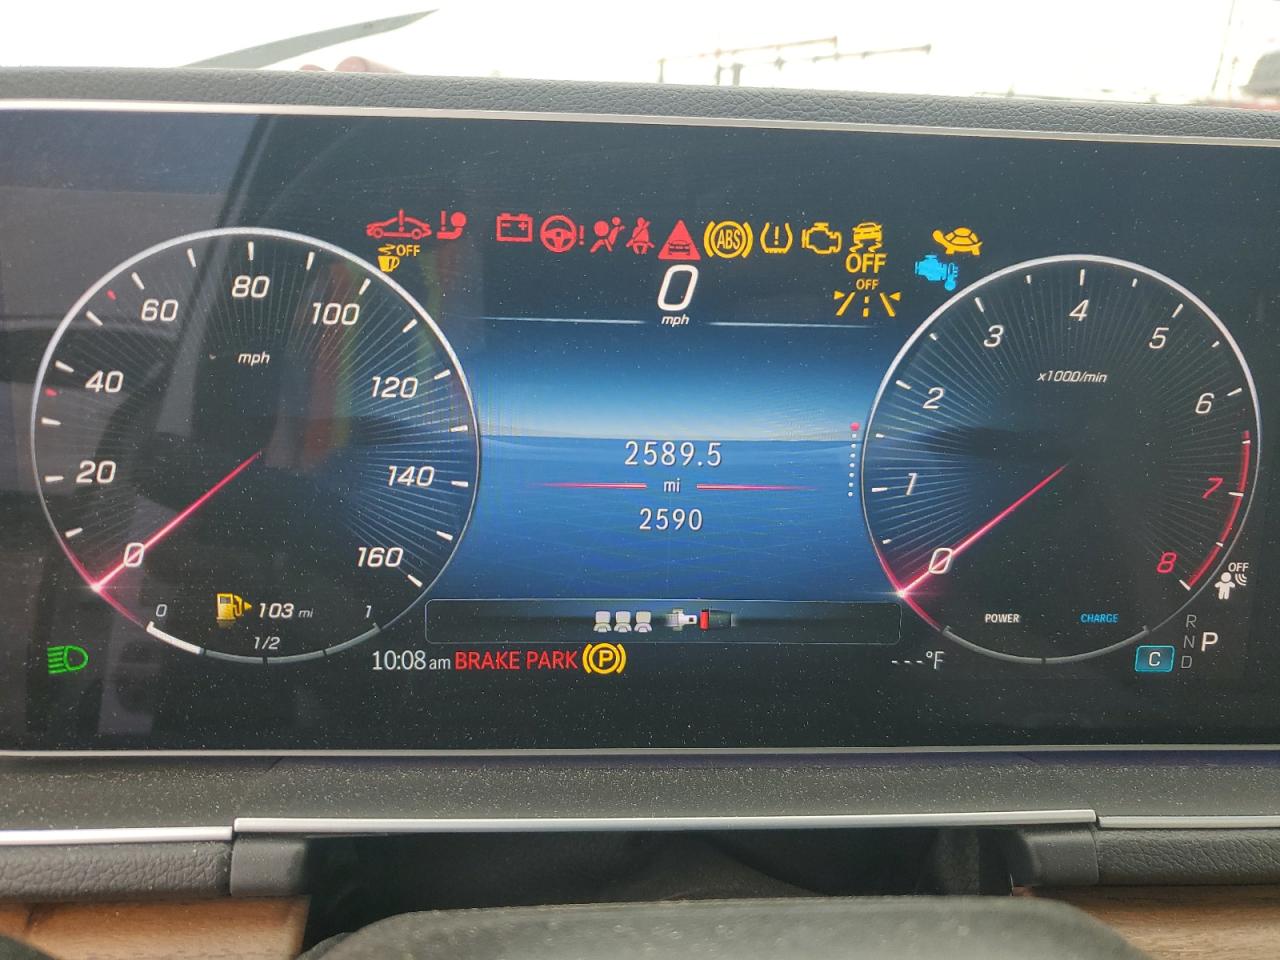 OFF
ABS
OFF
OFF
0
mph
0
20
40
60
80
100
120
140
160
mph
2589.5
mi
2590
0
1
2
3
4
5
6
7
8
x1000/min
0
103 mi
1
1/2
POWER
CHARGE
OFF
10:08 am BRAKE PARK P
---°F
C
R
N
D
P